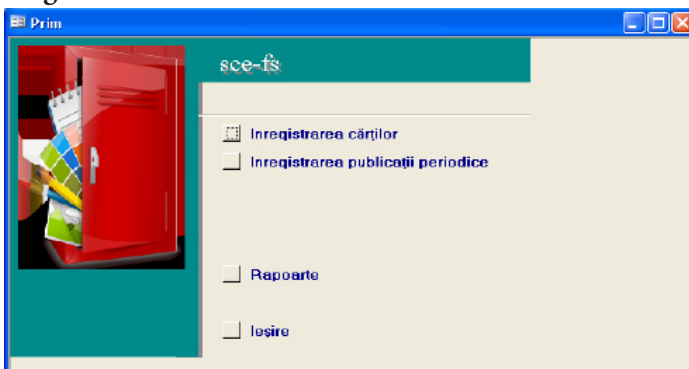 Prim
sce-fs
Inregistrarea cărților
Inregistrarea publicații periodice
Rapoarte
Ieșire